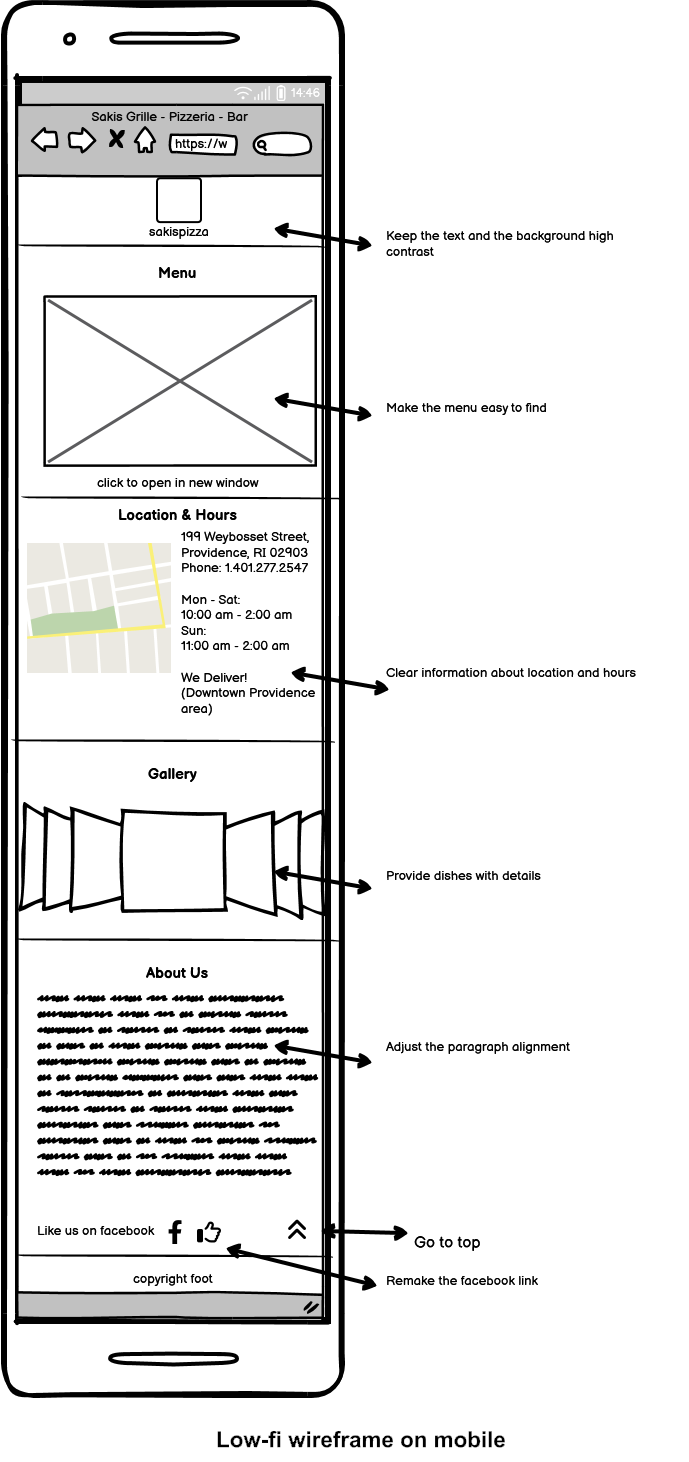 14:46
Sakis Grille - Pizzeria - Bar
https://w
sakispizza
Keep the text and the background high
contrast
Menu
Make the menu easy to find
click to open in new window
Location & Hours
199 Weybosset Street,
Providence, RI 02903
Phone: 1.401.277.2547
Mon - Sat:
10:00 am - 2:00 am
Sun:
11:00 am - 2:00 am
We Deliver!
(Downtown Providence
area)
Clear information about location and hours
Gallery
Provide dishes with details
About Us
Adjust the paragraph alignment
Like us on facebook
Go to top
Remake the facebook link
copyright foot
Low-fi wireframe on mobile